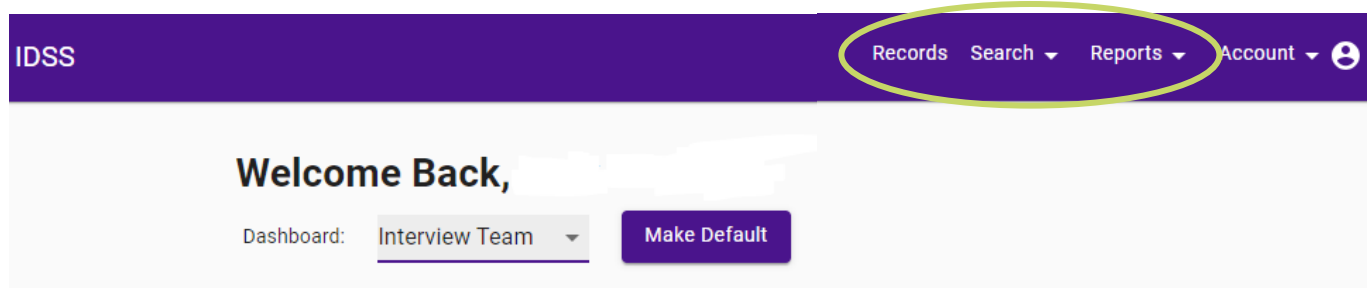 IDSS Records Search Reports Account
Welcome Back,
Dashboard: Interview Team Make Default